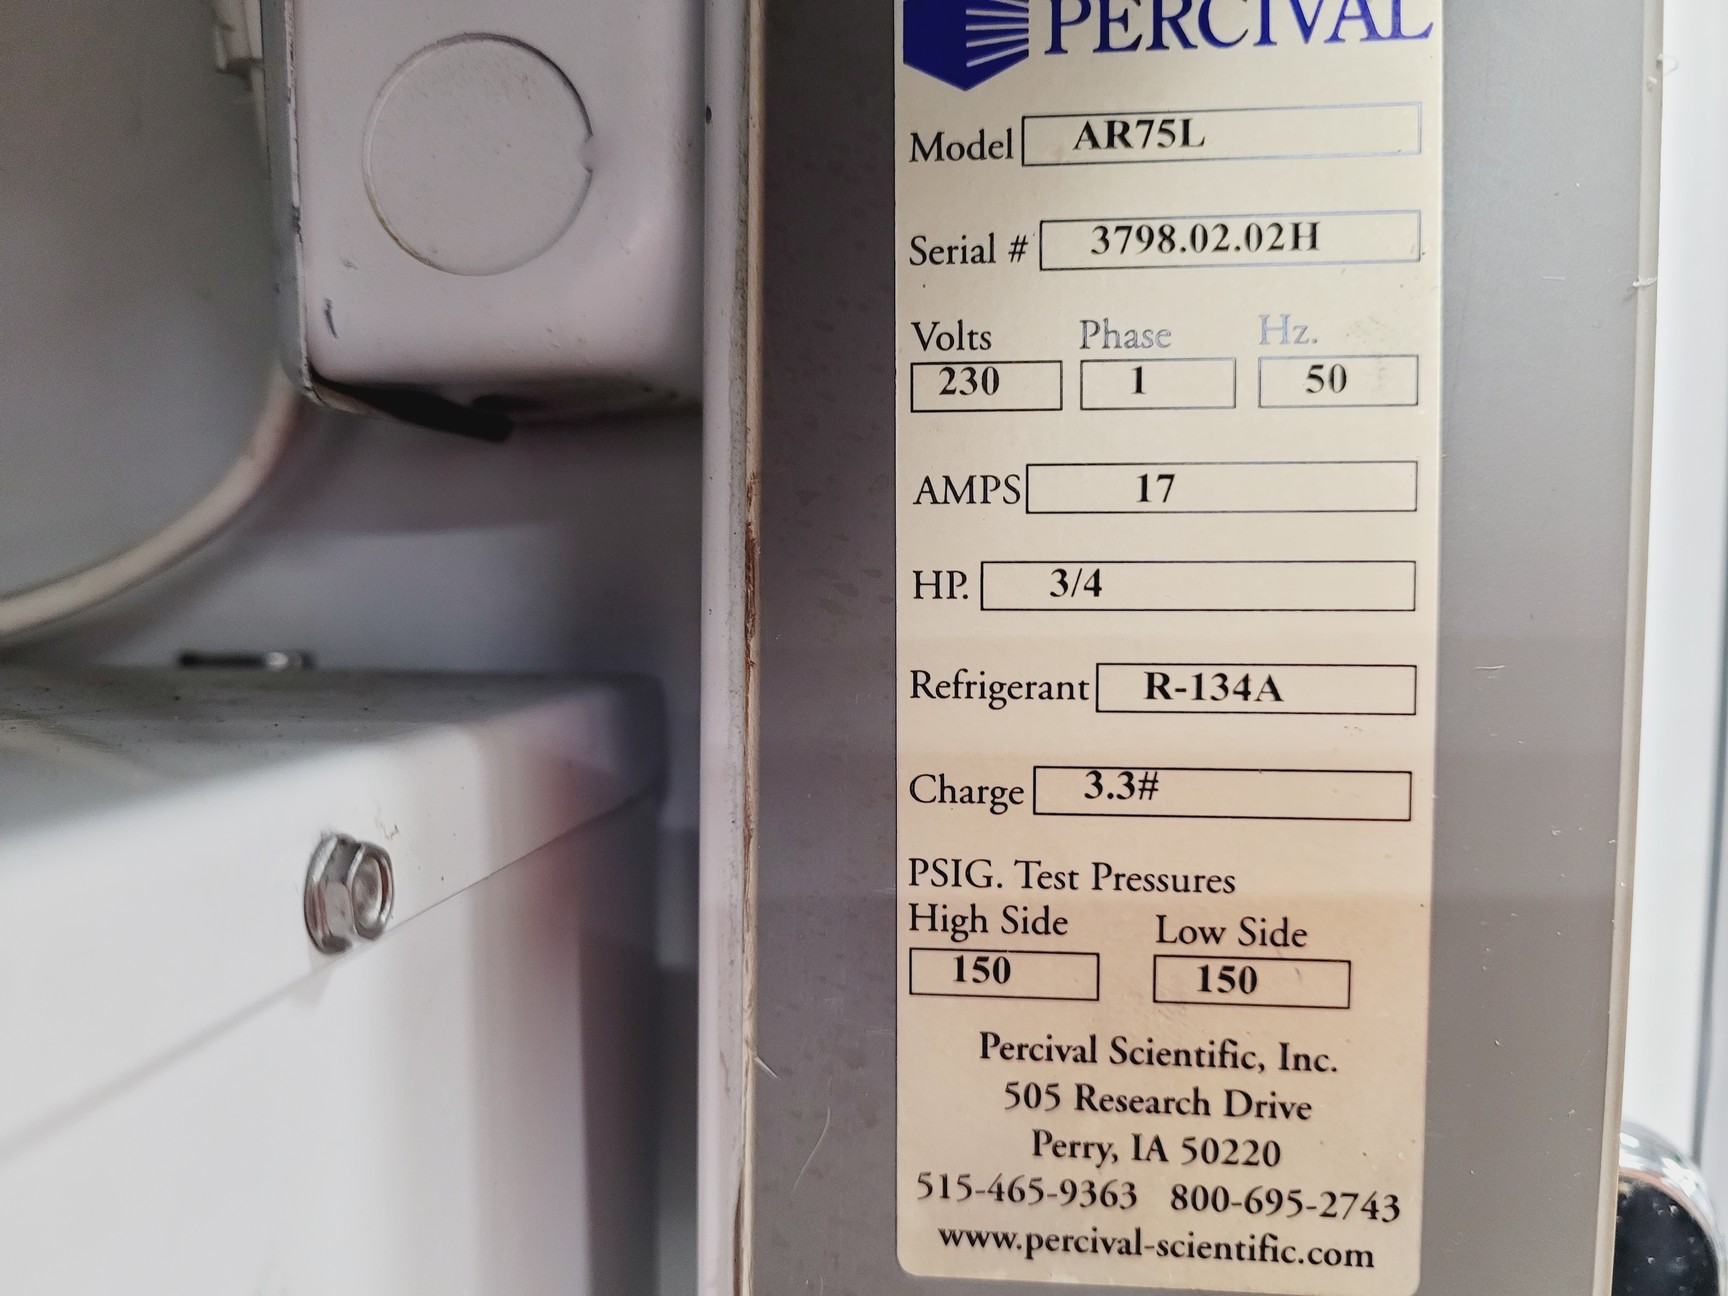 PERCIVAL
Model AR75L
Serial # 3798.02.02H
Volts Phase Hz.
230 1 50
AMPS 17
HP. 3/4
Refrigerant R-134A
Charge 3.3#
PSIG. Test Pressures
High Side Low Side
150 150
Percival Scientific, Inc.
505 Research Drive
Perry, IA 50220
515-465-9363 800-695-2743
www.percival-scientific.com